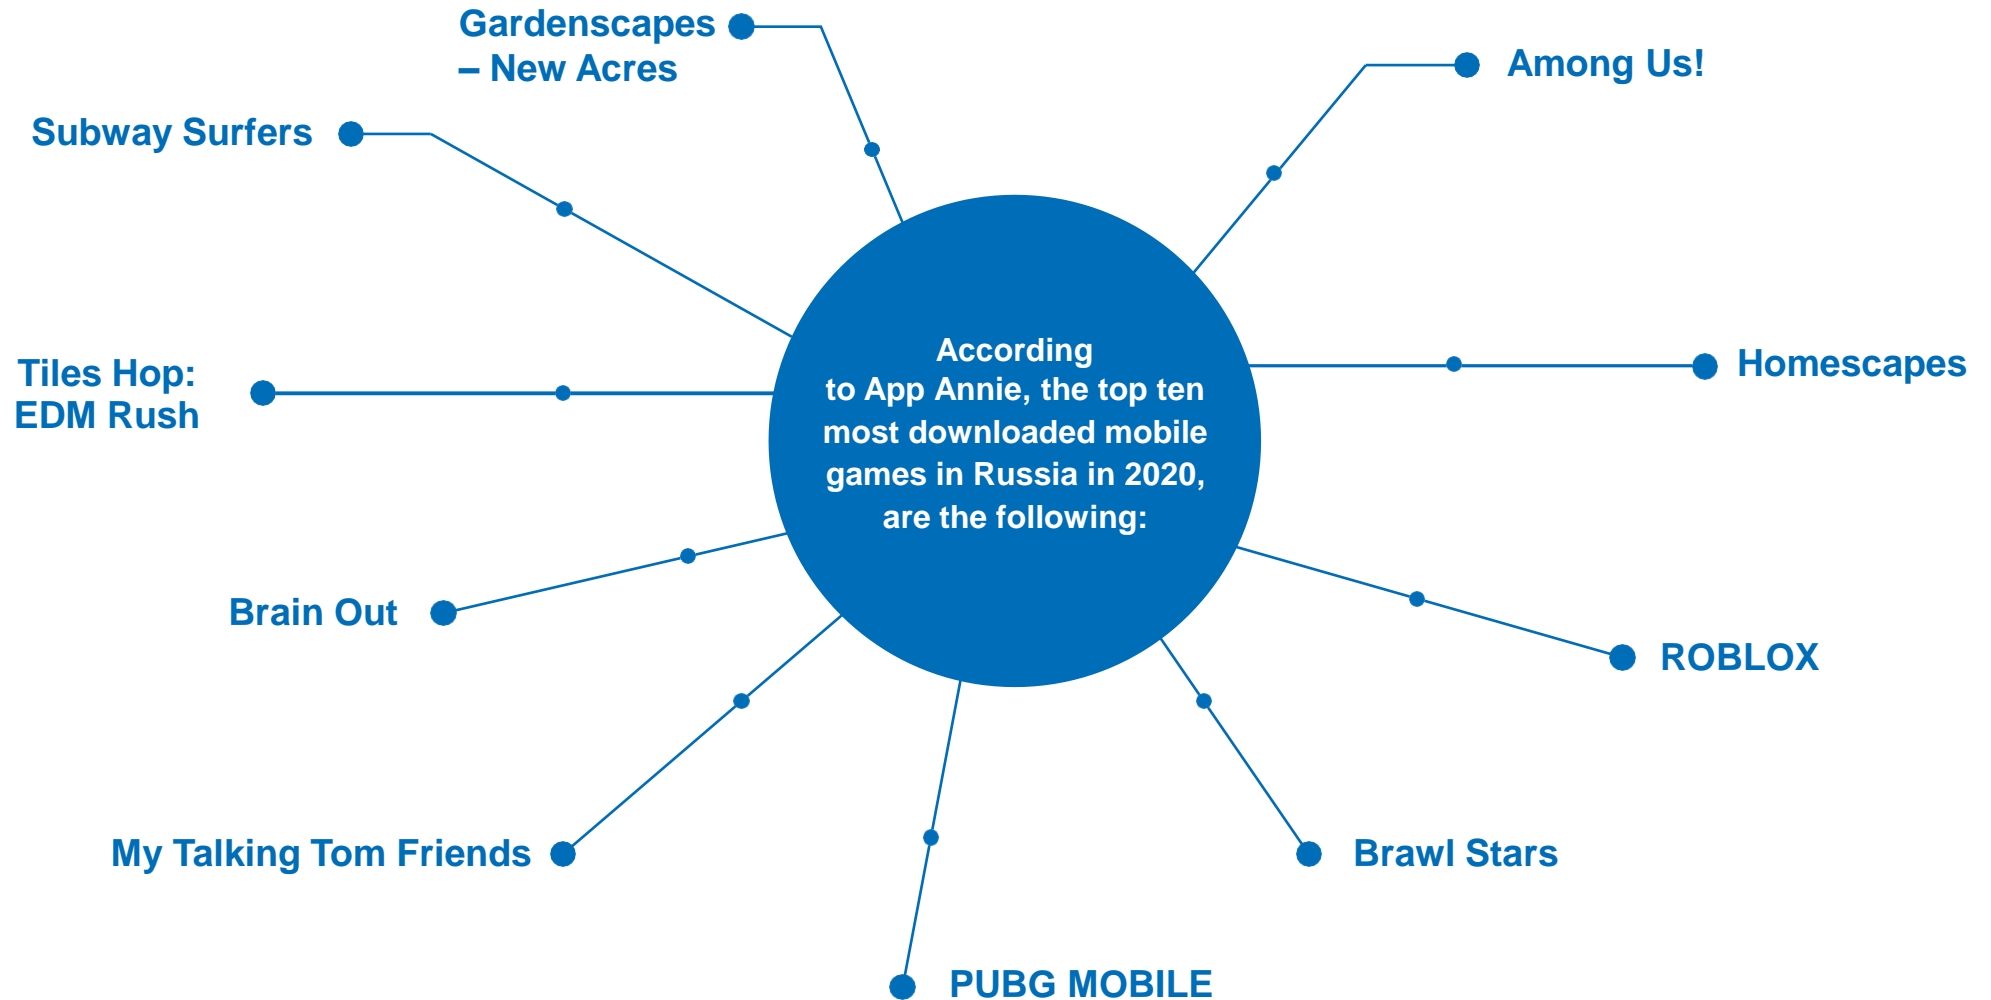 Gardenscapes
– New Acres
Among Us!
Subway Surfers
According
to App Annie, the top ten
most downloaded mobile
games in Russia in 2020,
are the following:
Homescapes
Tiles Hop:
EDM Rush
Brain Out
ROBLOX
My Talking Tom Friends
Brawl Stars
PUBG MOBILE